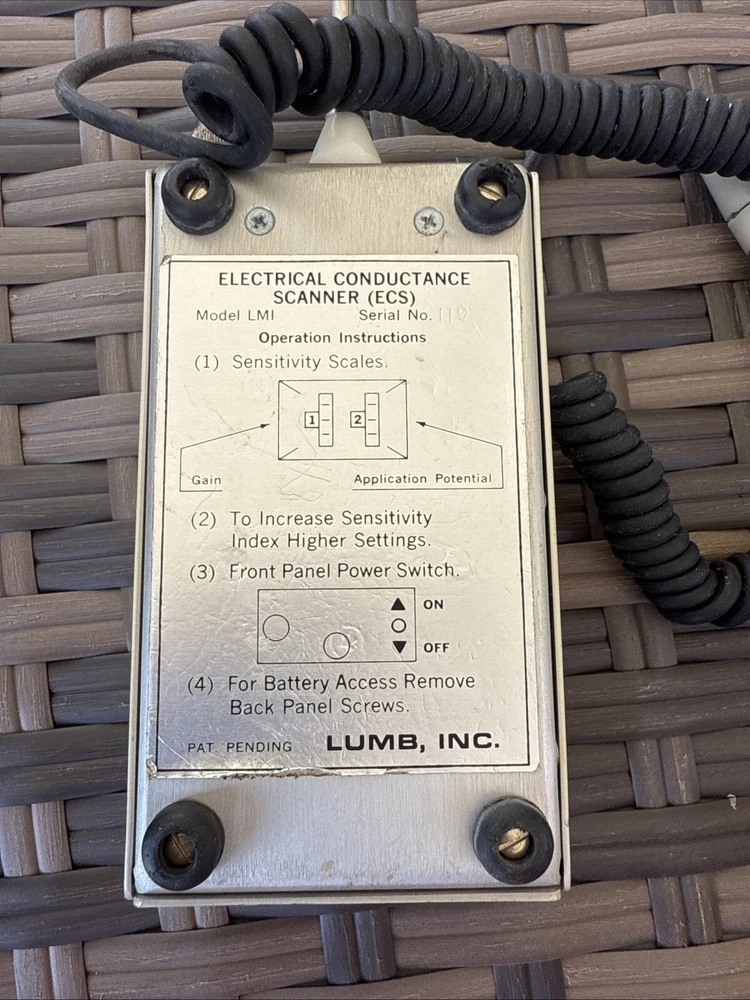 ELECTRICAL CONDUCTANCE
SCANNER (ECS)
Model LMI Serial No.
Operation Instructions
(1) Sensitivity Scales.
1 2
Gain Application Potential
(2) To Increase Sensitivity
Index Higher Settings.
(3) Front Panel Power Switch.
▲ ON
▼ OFF
(4) For Battery Access Remove
Back Panel Screws.
PAT. PENDING LUMB, INC.